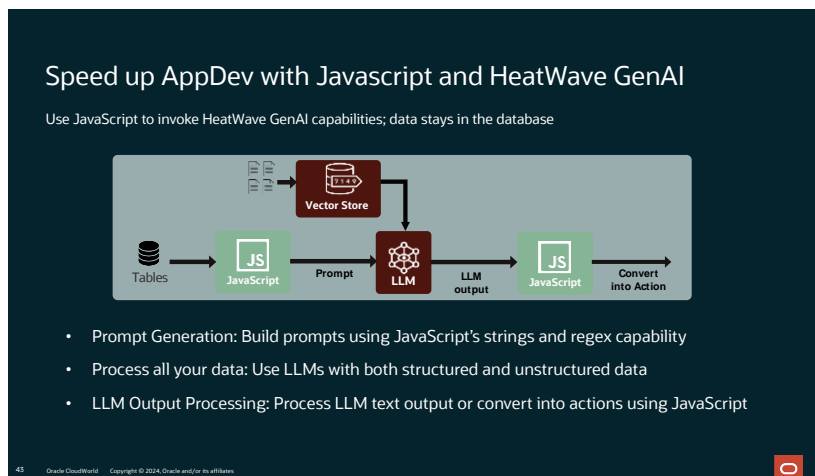 Speed up AppDev with Javascript and HeatWave GenAI
Use JavaScript to invoke HeatWave GenAI capabilities; data stays in the database
7149
Vector Store
Tables
JS
JavaScript
Prompt
LLM
LLM
output
JS
JavaScript
Convert
into Action
• Prompt Generation: Build prompts using JavaScript's strings and regex capability
• Process all your data: Use LLMs with both structured and unstructured data
• LLM Output Processing: Process LLM text output or convert into actions using JavaScript
43 Oracle CloudWorld Copyright © 2024, Oracle and/or its affiliates